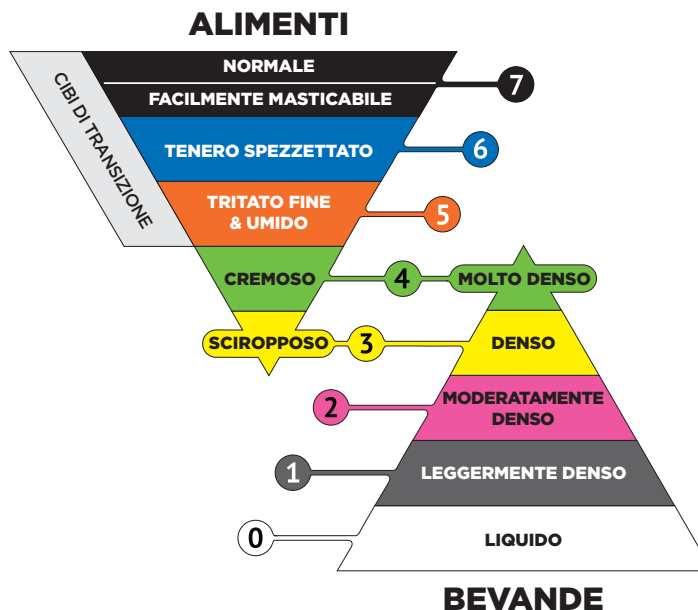 ALIMENTI
CIBI DI TRANSIZIONE
NORMALE
FACILMENTE MASTICABILE
7
TENERO SPEZZETTATO
6
TRITATO FINE
& UMIDO
5
CREMOSO
4
MOLTO DENSO
SCIROPPOSO
3
DENSO
2
MODERATAMENTE
DENSO
1
LEGGERMENTE DENSO
0
LIQUIDO
BEVANDE